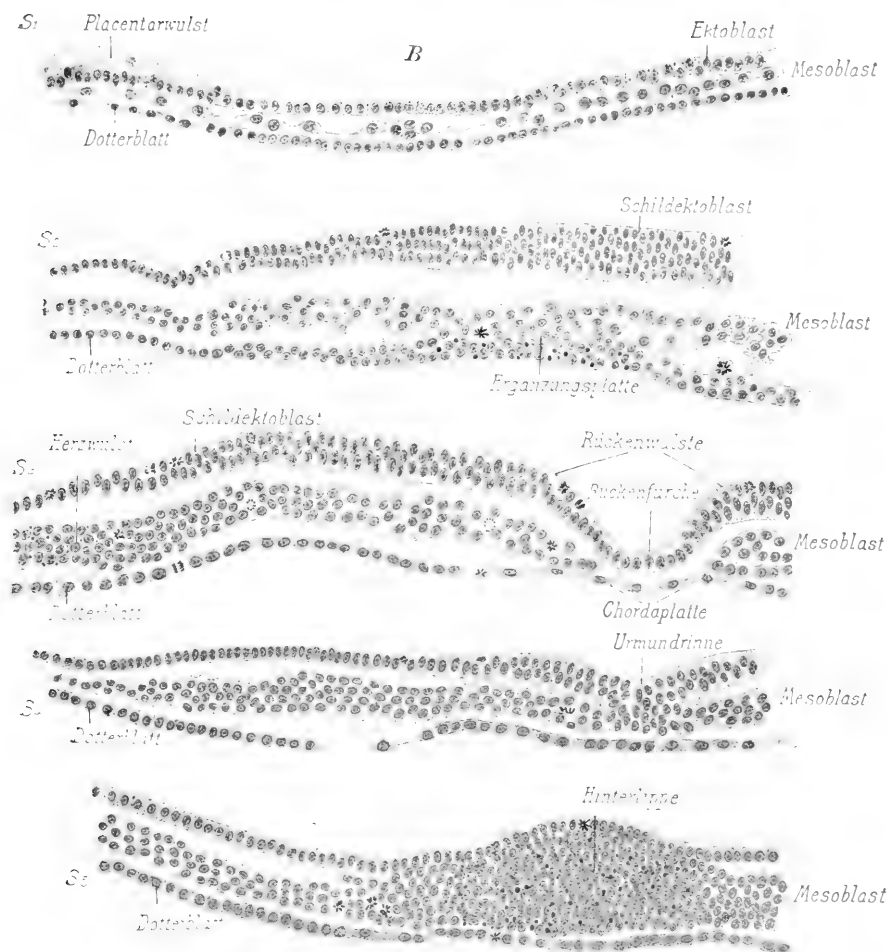 S1 Placentarwulst
B
Ektoblast
Mesoblast
Dotterblatt
Schildektoblast
S2
Mesoblast
Dotterblatt
Ergänzungsplatte
Schildektoblast
Herzwulst
Rückenwülste
S3
Rückenfurche
Mesoblast
Dotterblatt
Chordaplatte
Urmundrinne
Mesoblast
S4
Dotterblatt
Hinterlippe
S5
Mesoblast
Dotterblatt